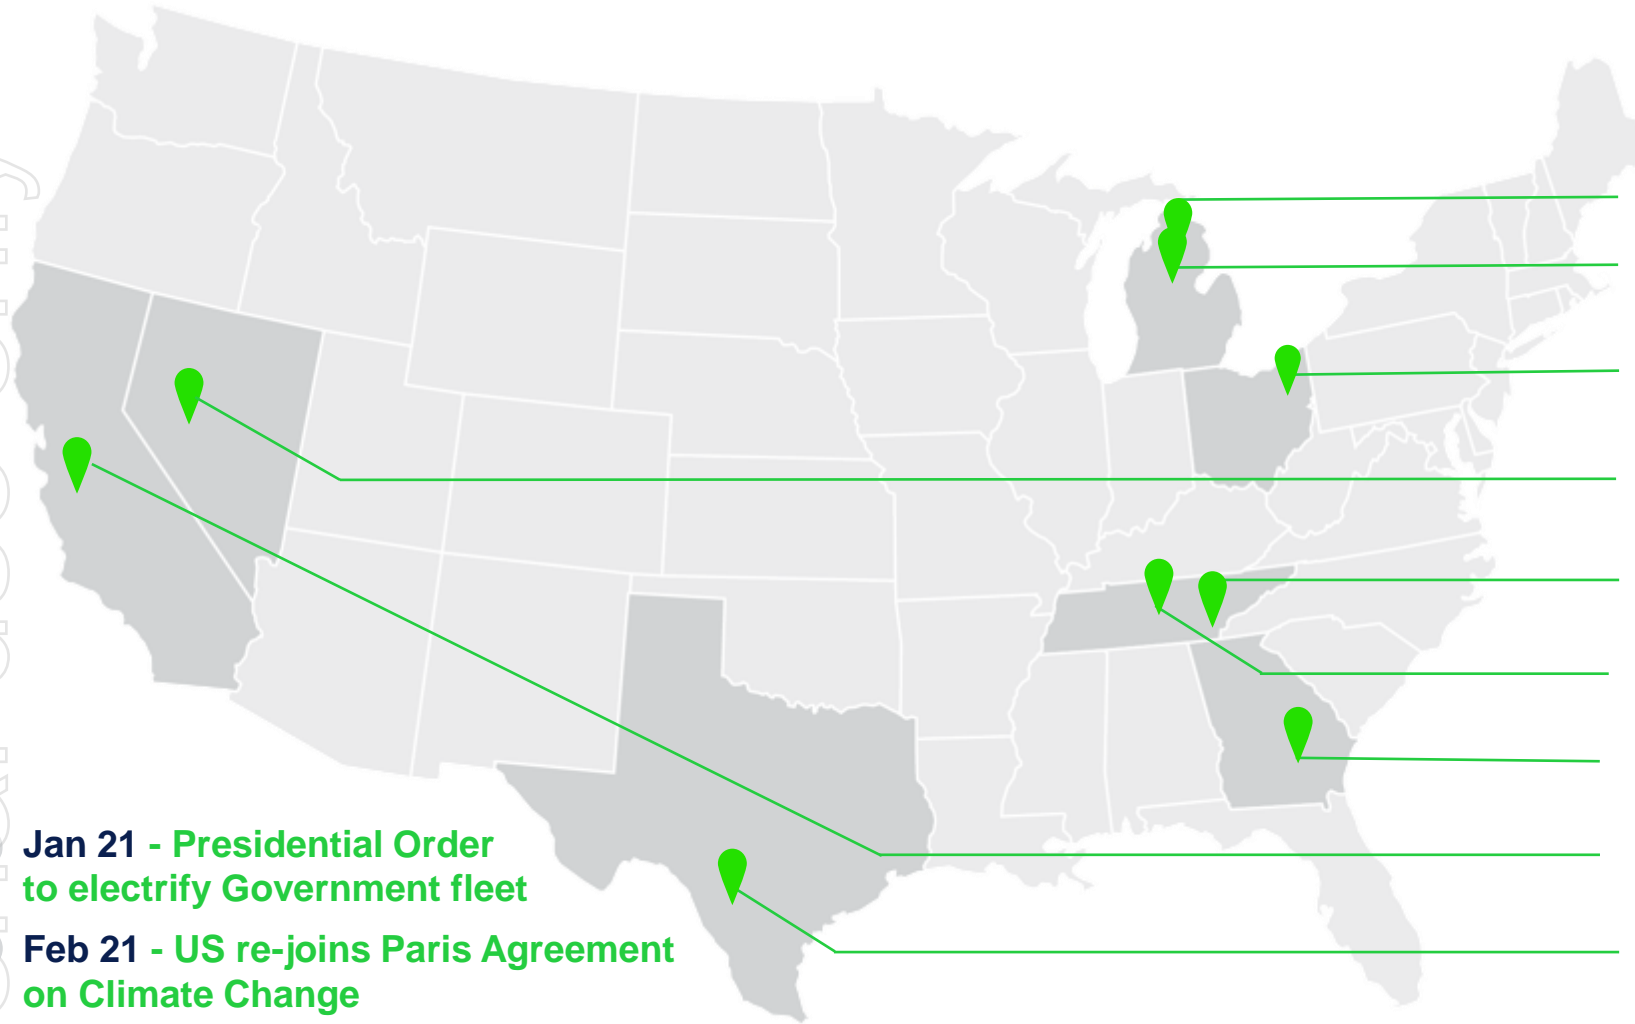 Jan 21 - Presidential Order
to electrify Government fleet
Feb 21 - US re-joins Paris Agreement
on Climate Change